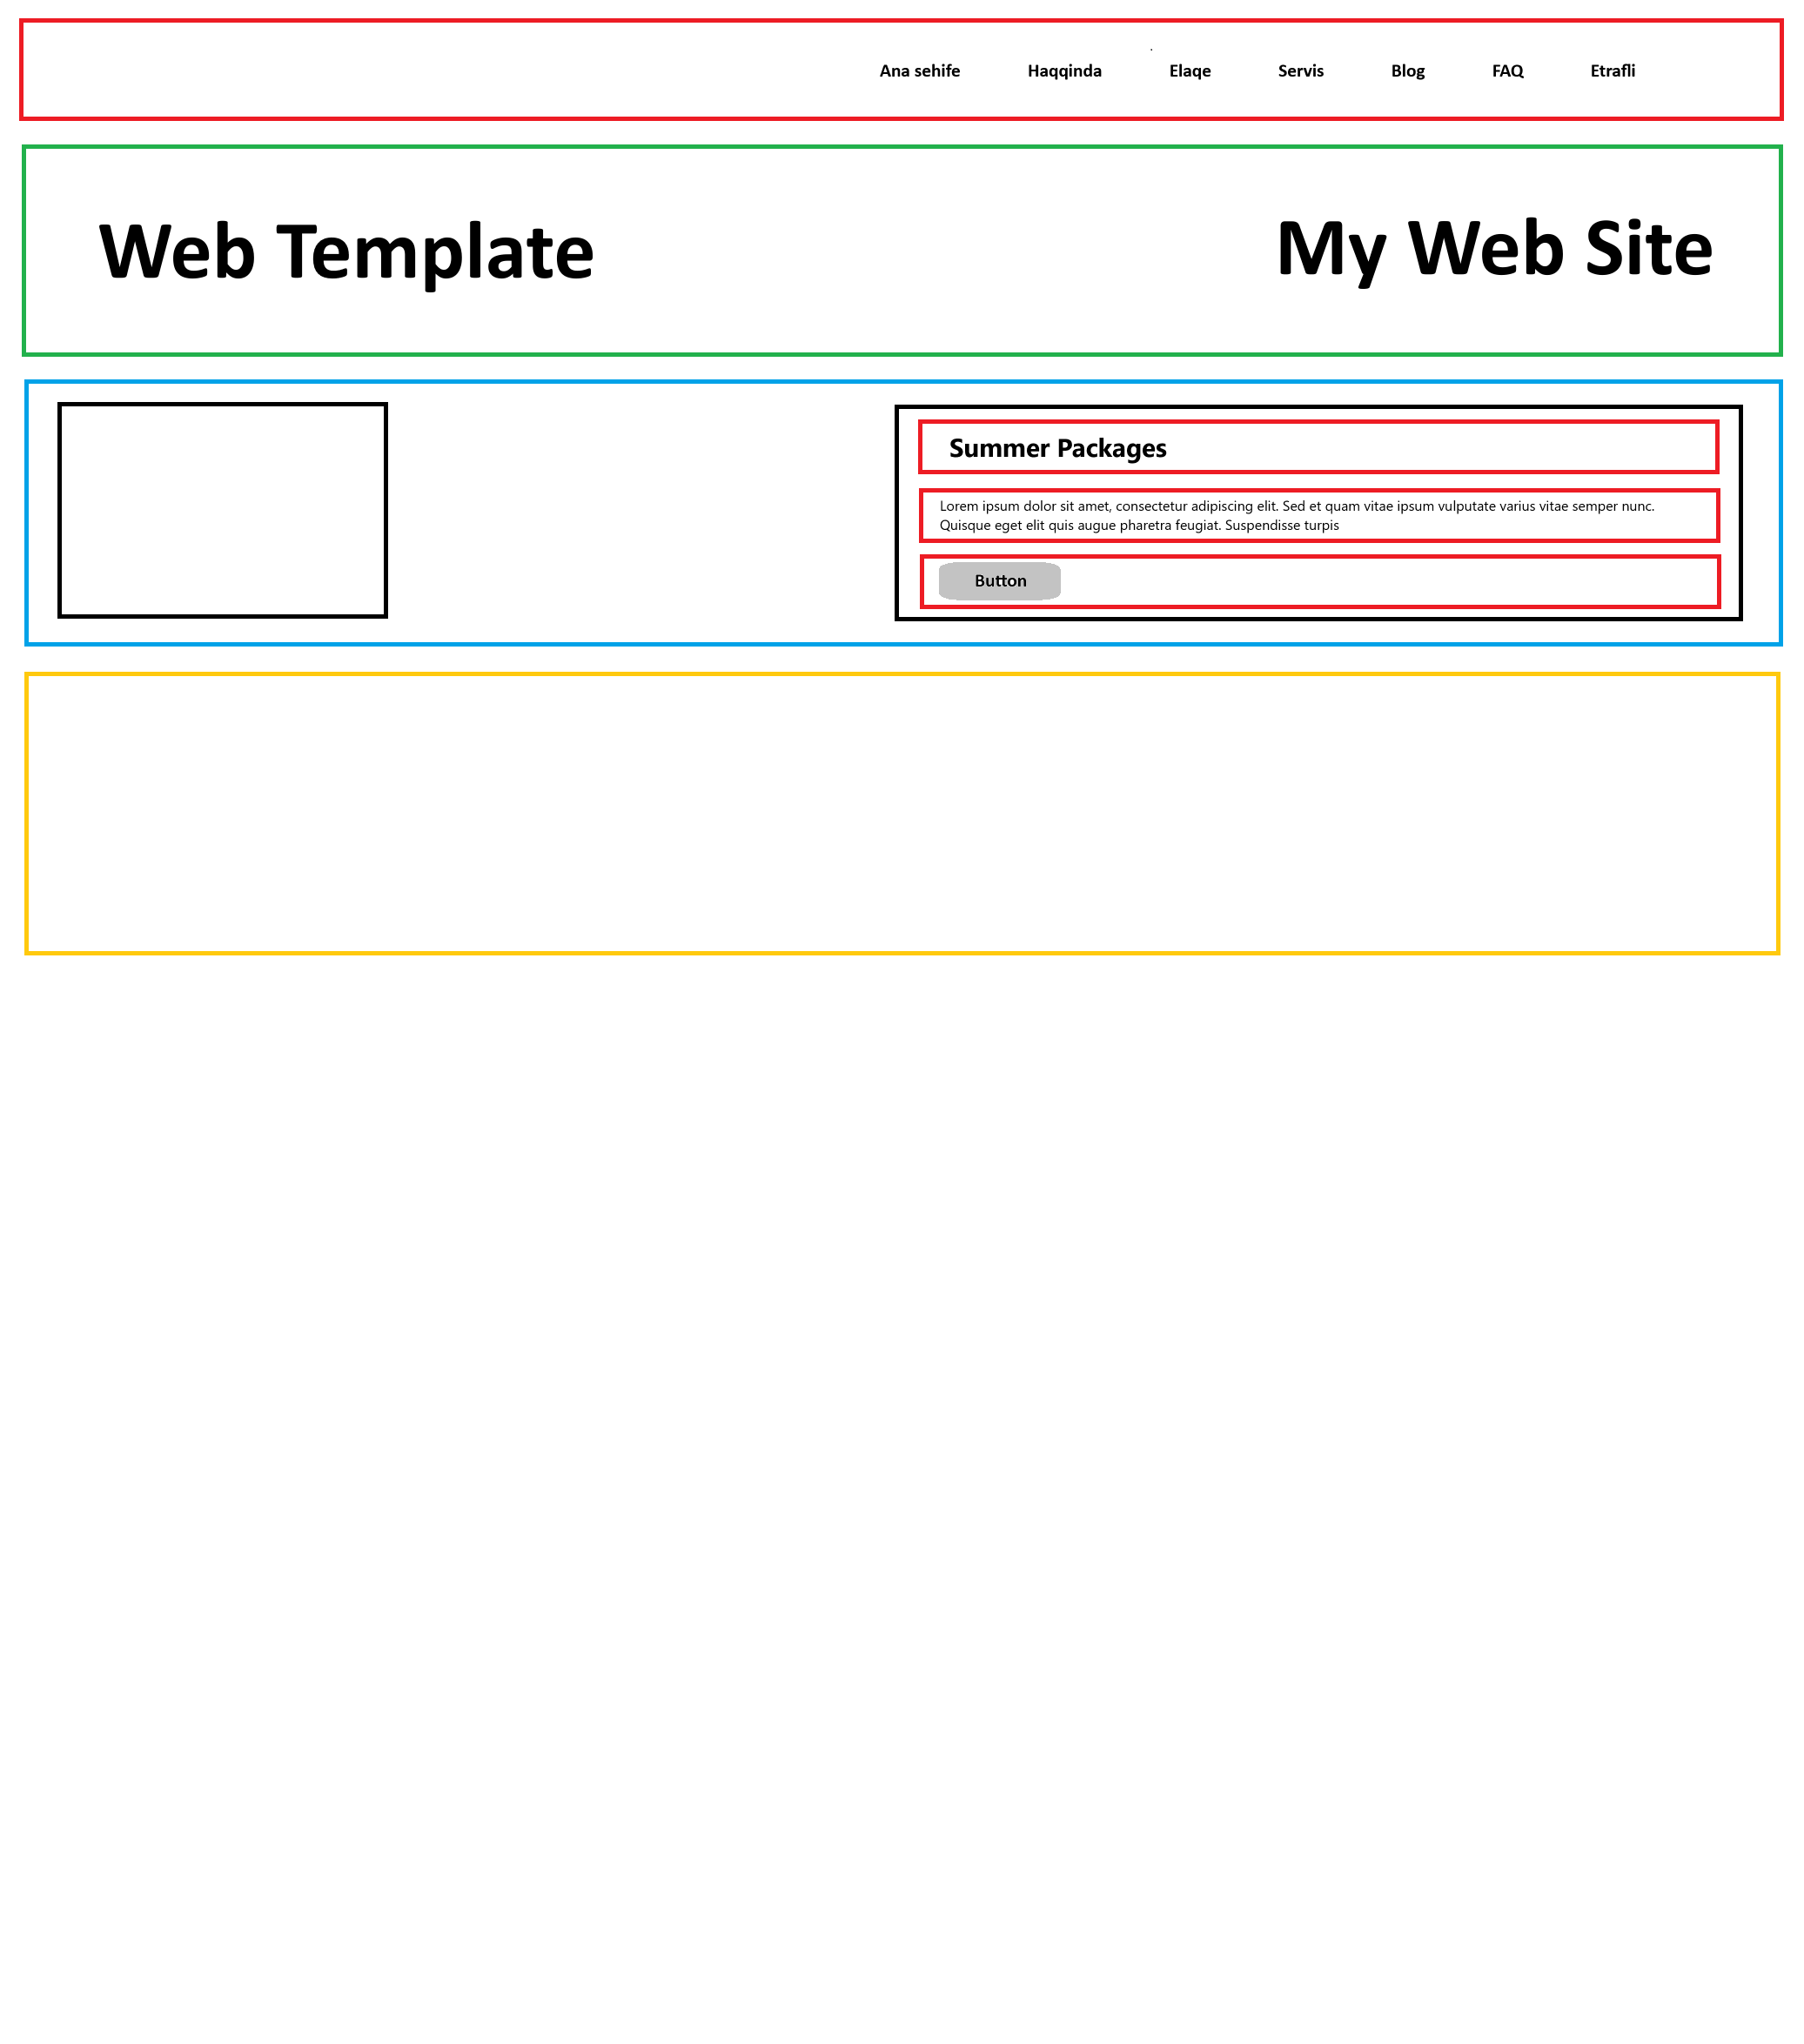 Ana sehife Haqqinda Elaqe Servis Blog FAQ Etrafli
Web Template My Web Site
Summer Packages
Lorem ipsum dolor sit amet, consectetur adipiscing elit. Sed et quam vitae ipsum vulputate varius vitae semper nunc.
Quisque eget elit quis augue pharetra feugiat. Suspendisse turpis
Button